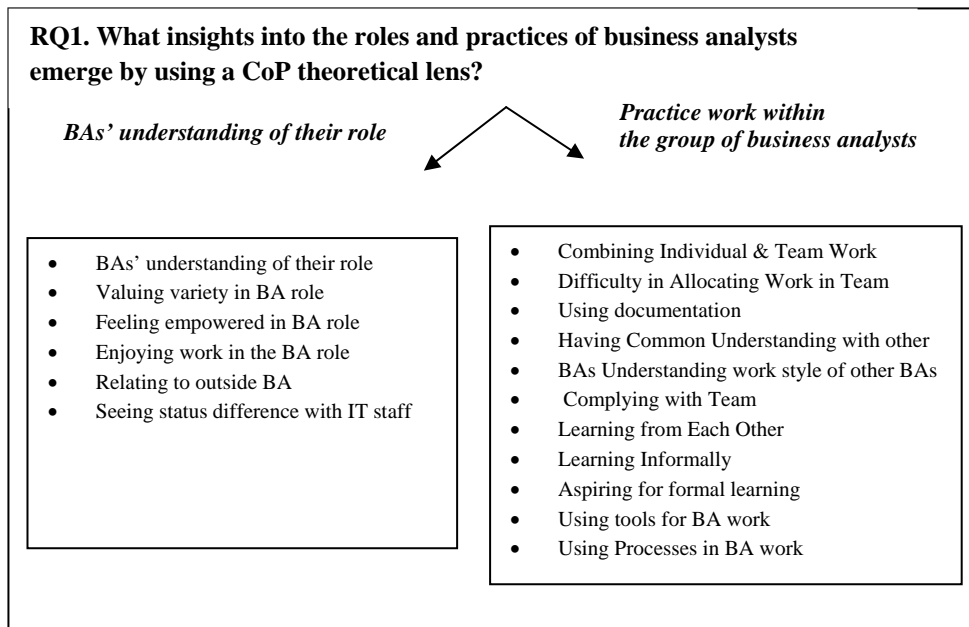 RQ1. What insights into the roles and practices of business analysts
emerge by using a CoP theoretical lens?
BAs' understanding of their role
Practice work within
the group of business analysts
• BAs' understanding of their role
• Valuing variety in BA role
• Feeling empowered in BA role
• Enjoying work in the BA role
• Relating to outside BA
• Seeing status difference with IT staff
• Combining Individual & Team Work
• Difficulty in Allocating Work in Team
• Using documentation
• Having Common Understanding with other
• BAs Understanding work style of other BAs
• Complying with Team
• Learning from Each Other
• Learning Informally
• Aspiring for formal learning
• Using tools for BA work
• Using Processes in BA work